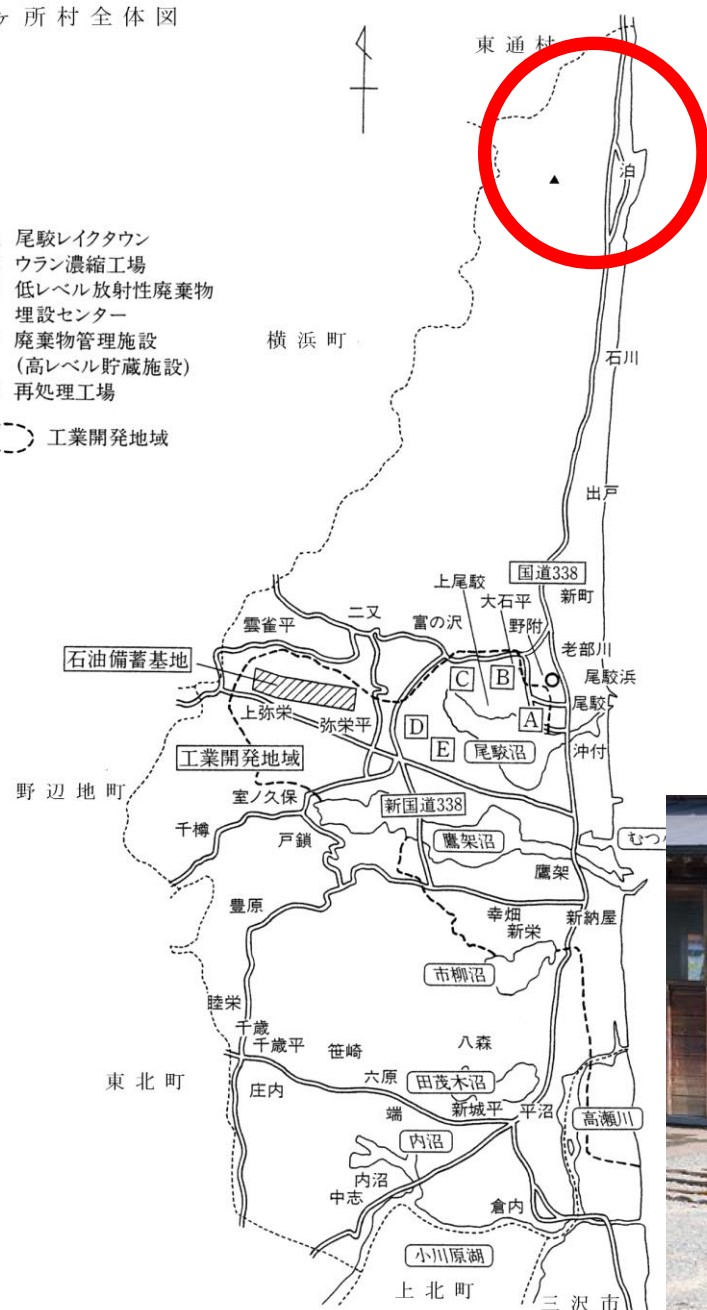 ヶ所村全体図
東通村
泊
尾駮レイクタウン
ウラン濃縮工場
低レベル放射性廃棄物
埋設センター
廃棄物管理施設
(高レベル貯蔵施設)
再処理工場
工業開発地域
横浜町
石川
出戸
国道338
上尾駮
大石平
新町
二又
富の沢
野附
雲雀平
老部川
石油備蓄基地
C
B
尾駮浜
尾駮
上弥栄
弥栄平
D
A
E
尾駮沼
沖付
工業開発地域
野辺地町
室ノ久保
新国道338
千樽
戸鎖
鷹架沼
むつ
鷹架
豊原
幸畑
新栄
新納屋
市柳沼
睦栄
千歳
千歳平
笹崎
八森
東北町
庄内
六原
田茂木沼
端
新城平
平沼
高瀬川
内沼
内沼
中志
倉内
小川原湖
上北町
三沢市